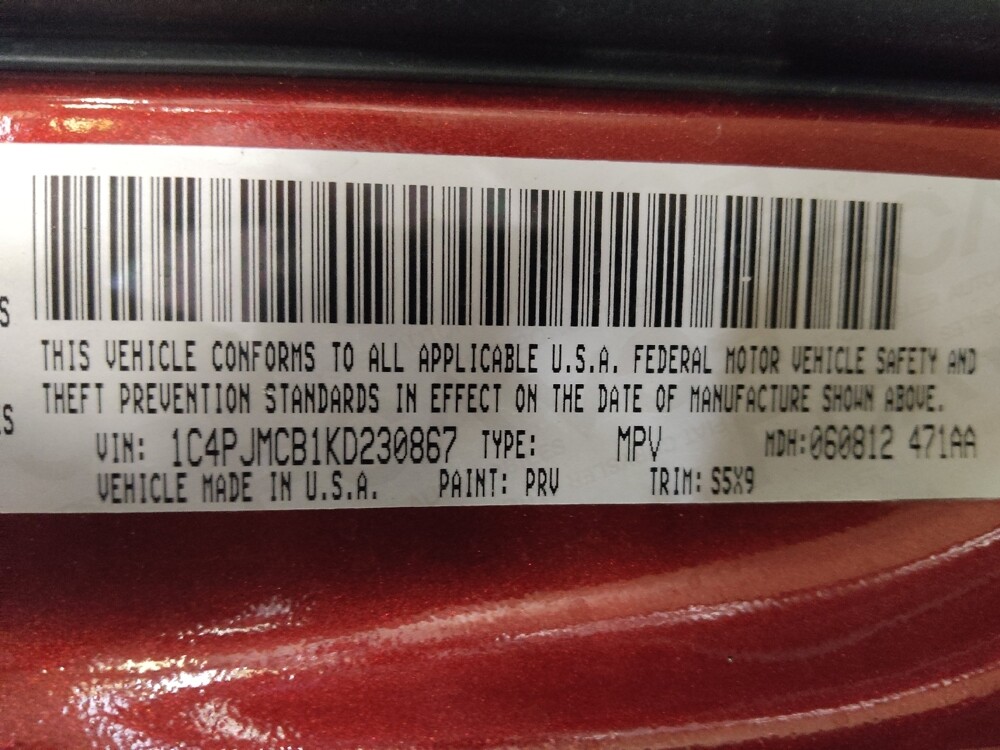 S
THIS VEHICLE CONFORMS TO ALL APPLICABLE U.S.A. FEDERAL MOTOR VEHICLE SAFETY AND
THEFT PREVENTION STANDARDS IN EFFECT ON THE DATE OF MANUFACTURE SHOWN ABOVE.
S
VIN: 1C4PJMCB1KD230867 TYPE: MPV MDH: 060812 471AA
VEHICLE MADE IN U.S.A. PAINT: PRV TRIM: S5X9